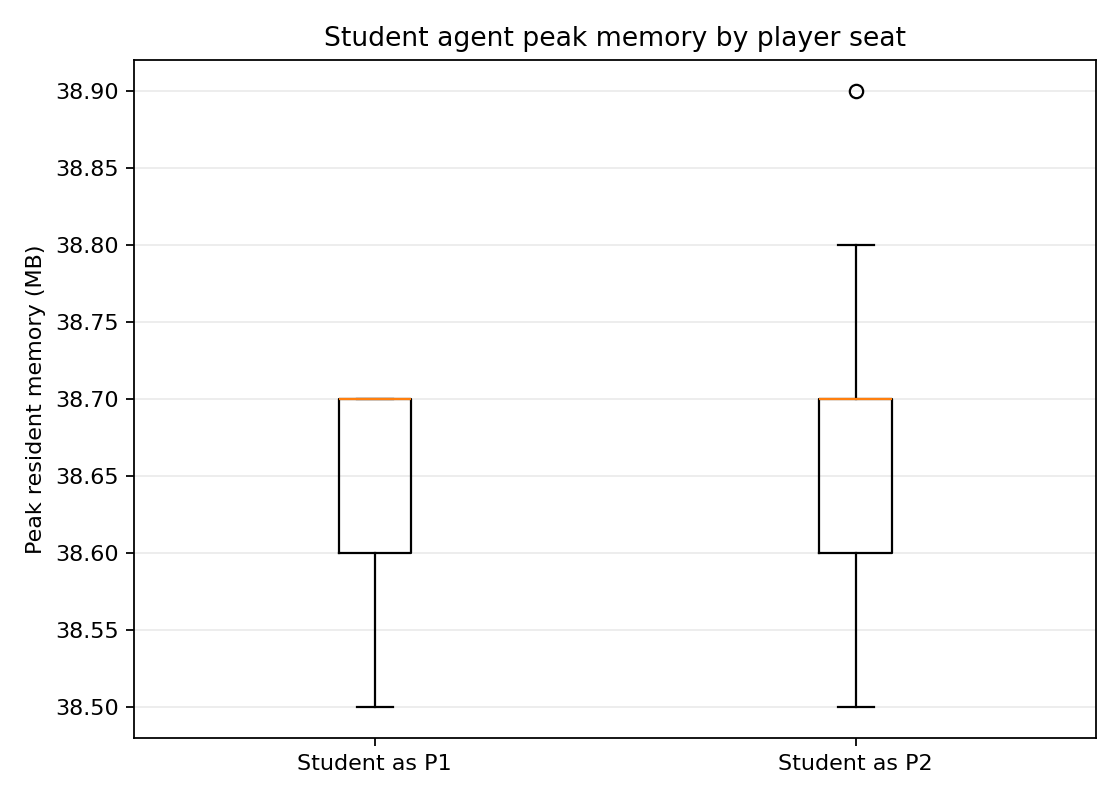 Student agent peak memory by player seat
Peak resident memory (MB)
38.90
38.85
38.80
38.75
38.70
38.65
38.60
38.55
38.50
Student as P1
Student as P2